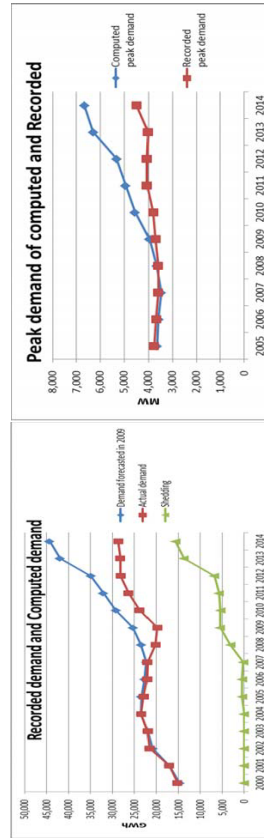 Peak demand of computed and Recorded
8,000
7,000
6,000
5,000
4,000
3,000
2,000
1,000
0
MW
2005 2006 2007 2008 2009 2010 2011 2012 2013 2014
Computed
peak demand
Recorded
peak demand
Recorded demand and Computed demand
50,000
45,000
40,000
35,000
30,000
25,000
20,000
15,000
10,000
5,000
0
GWh
2000 2001 2002 2003 2004 2005 2006 2007 2008 2009 2010 2011 2012 2013 2014
Demand forecasted in 2009
Actual demand
Shedding